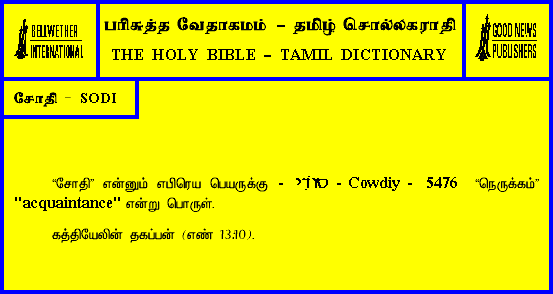 BELLWETHER
INTERNATIONAL
பரிசுத்த வேதாகமம் – தமிழ் சொல்லகராதி
THE HOLY BIBLE – TAMIL DICTIONARY
GOOD NEWS
PUBLISHERS
சோதி - SODI
“சோதி” என்னும் எபிரெய பெயருக்கு - סוֹדִי - Cowdiy - 5476 “நெருக்கம்”
"acquaintance" என்று பொருள்.
கத்தியேலின் தகப்பன் (எண் 13:10).